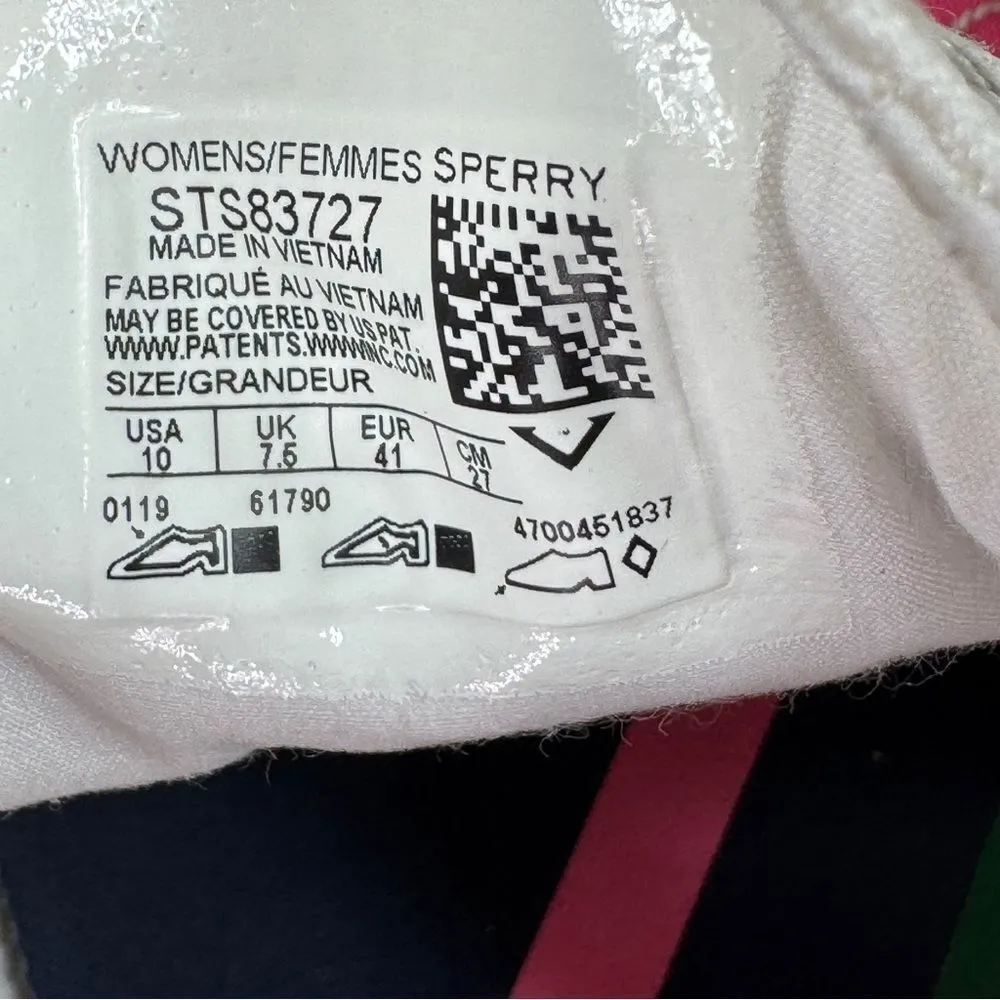 WOMENS/FEMMES SPERRY
STS83727
MADE IN VIETNAM
FABRIQUÉ AU VIETNAM
MAY BE COVERED BY US PAT.
WWW.PATENTS.WWWINC.COM
SIZE/GRANDEUR
USA UK EUR CM
10 7.5 41 27
0119 61790 4700451837